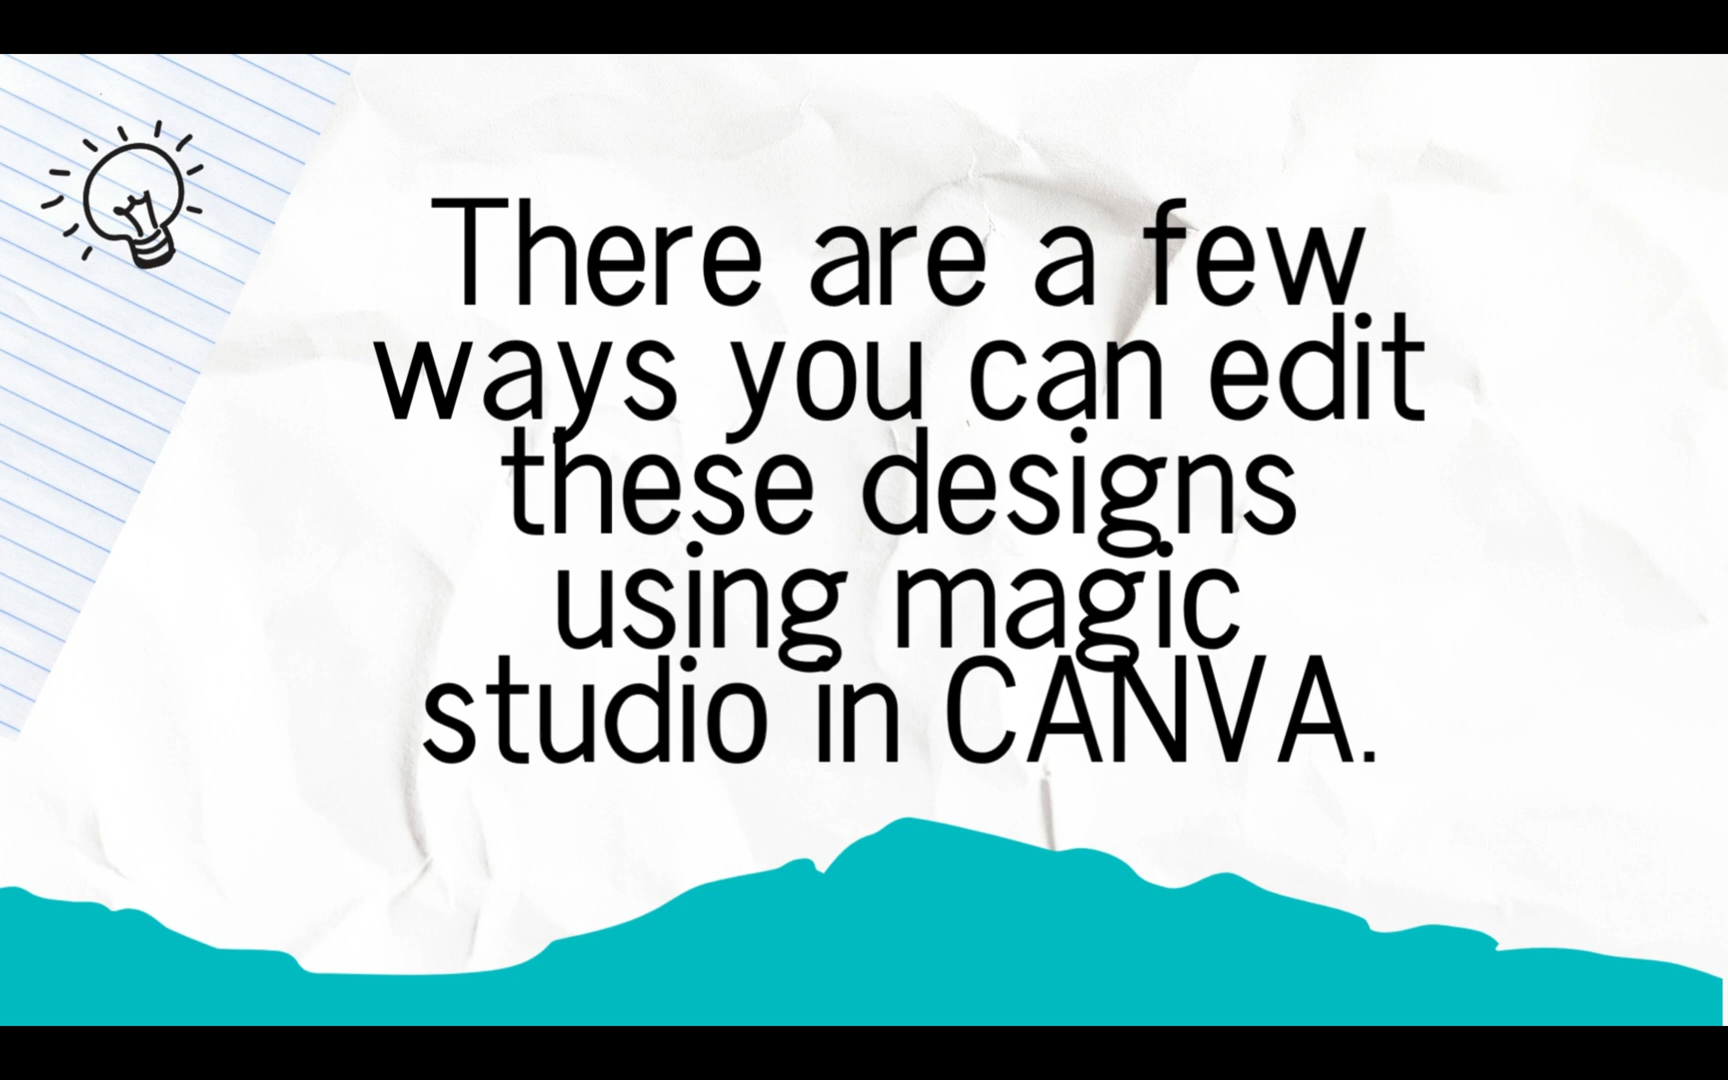 There are a few
ways you can edit
these designs
using magic
studio in CANVA.